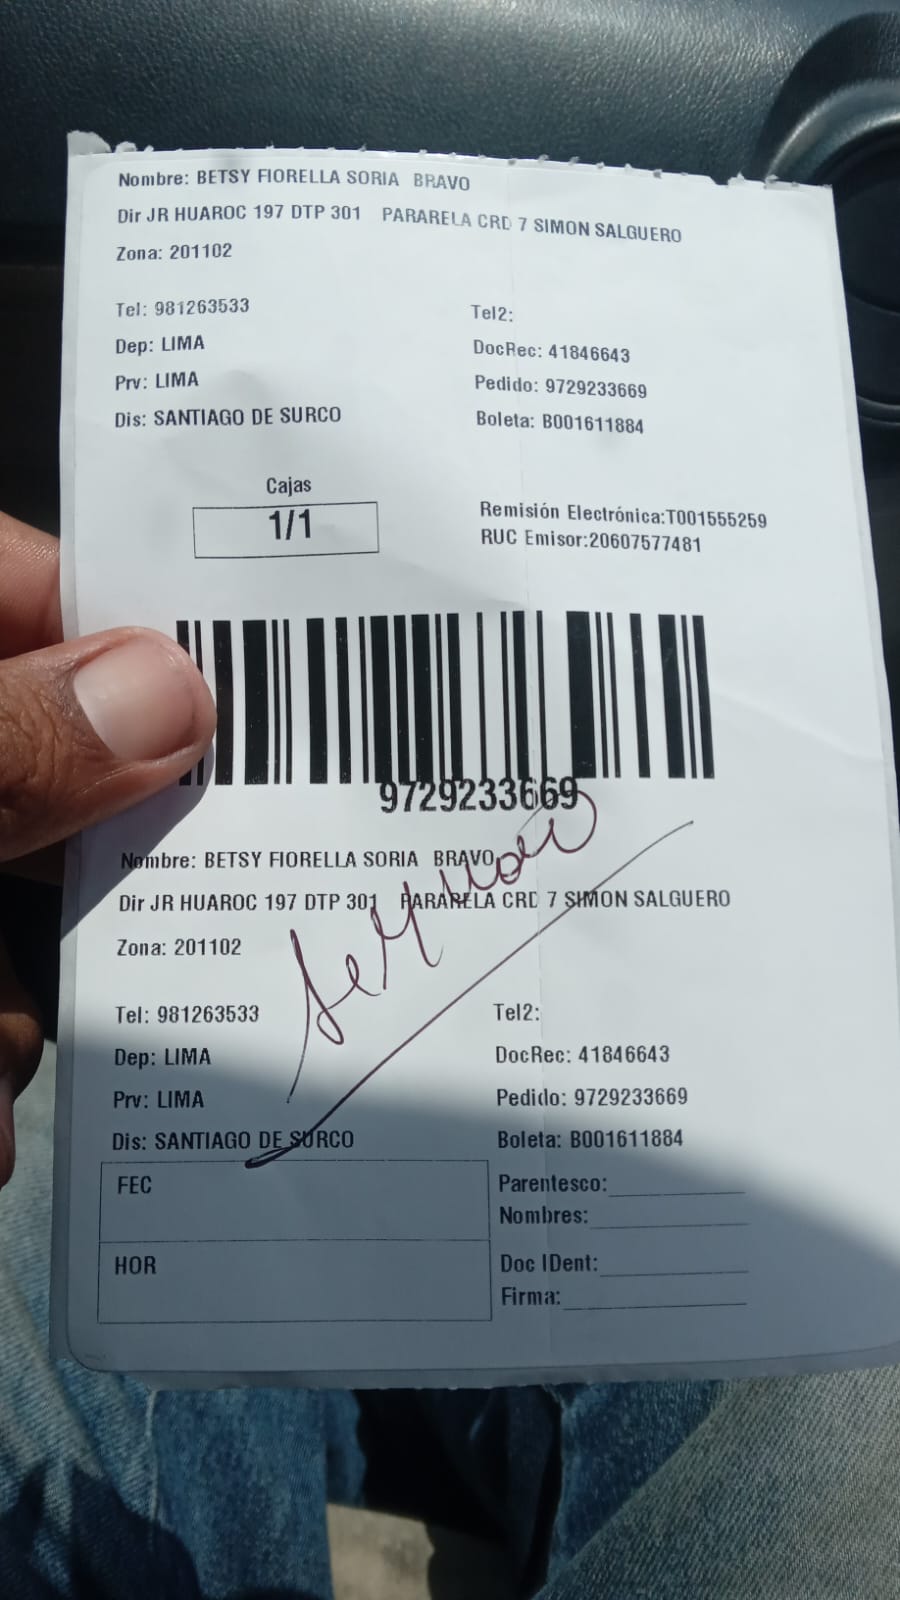 Nombre: BETSY FIORELLA SORIA BRAVO
Dir JR HUAROC 197 DTP 301 PARARELA CRD 7 SIMON SALGUERO
Zona: 201102
Tel: 981263533 Tel2:
Dep: LIMA DocRec: 41846643
Prv: LIMA Pedido: 9729233669
Dis: SANTIAGO DE SURCO Boleta: B001611884
Cajas
1/1
Remisión Electrónica:T001555259
RUC Emisor:20607577481
9729233669
Nombre: BETSY FIORELLA SORIA BRAVO
Dir JR HUAROC 197 DTP 301 PARARELA CRD 7 SIMON SALGUERO
Zona: 201102
Tel: 981263533 Tel2:
Dep: LIMA DocRec: 41846643
Prv: LIMA Pedido: 9729233669
Dis: SANTIAGO DE SURCO Boleta: B001611884
FEC Parentesco:
Nombres:
HOR Doc IDent:
Firma: